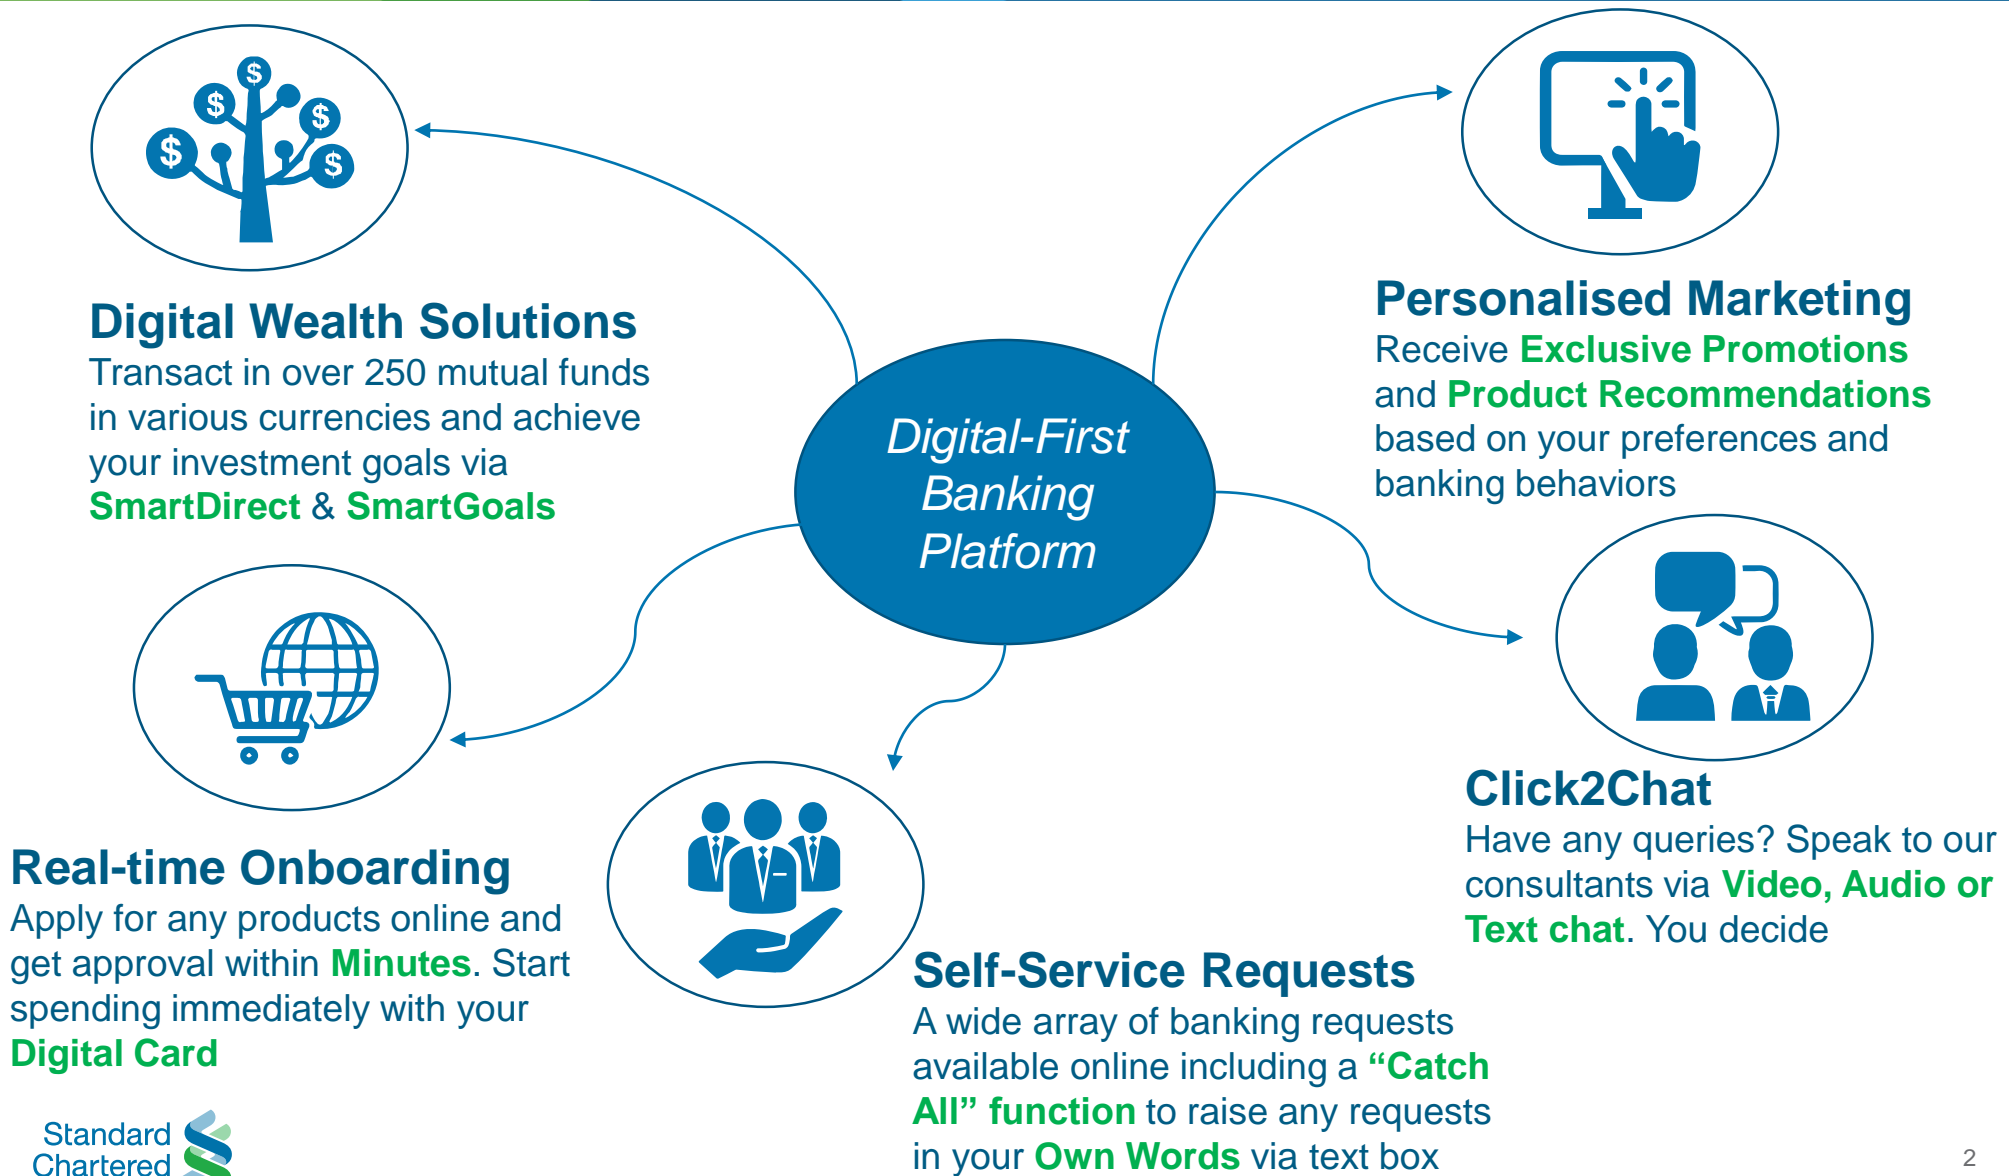 Digital Wealth Solutions
Transact in over 250 mutual funds
in various currencies and achieve
your investment goals via
SmartDirect & SmartGoals
Personalised Marketing
Receive Exclusive Promotions
and Product Recommendations
based on your preferences and
banking behaviors
Digital-First
Banking
Platform
Real-time Onboarding
Apply for any products online and
get approval within Minutes. Start
spending immediately with your
Digital Card
Click2Chat
Have any queries? Speak to our
consultants via Video, Audio or
Text chat. You decide
Self-Service Requests
A wide array of banking requests
available online including a “Catch
All” function to raise any requests
in your Own Words via text box
Standard
Chartered
2
$
$
$
$
$